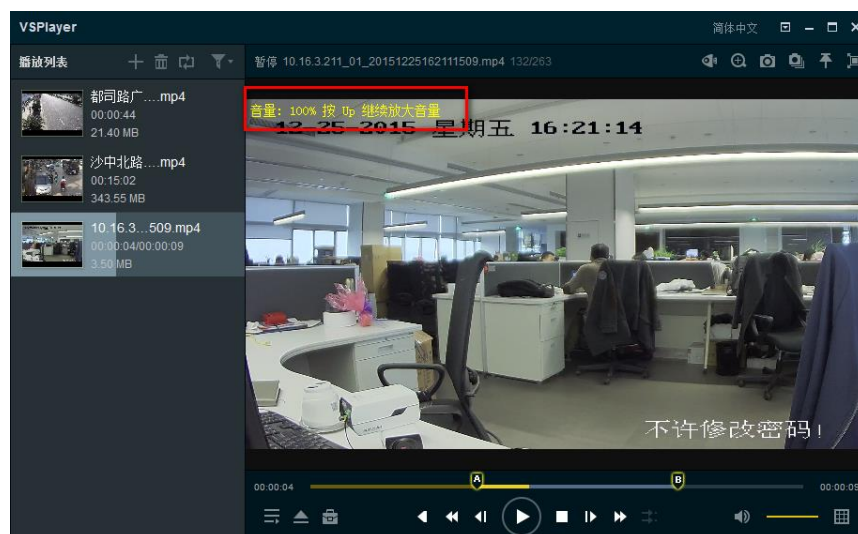 VSPlayer
简体中文
播放列表
暂停 10.16.3.211_01_20151225162111509.mp4 132/263
都司路广....mp4
00:00:44
21.40 MB
沙中北路....mp4
00:15:02
343.55 MB
10.16.3...509.mp4
00:00:04/00:00:09
3.50 MB
音量: 100% 按 Up 继续放大音量
12-25-2015 星期五 16:21:14
不许修改密码!
A
B
00:00:04
00:00:09